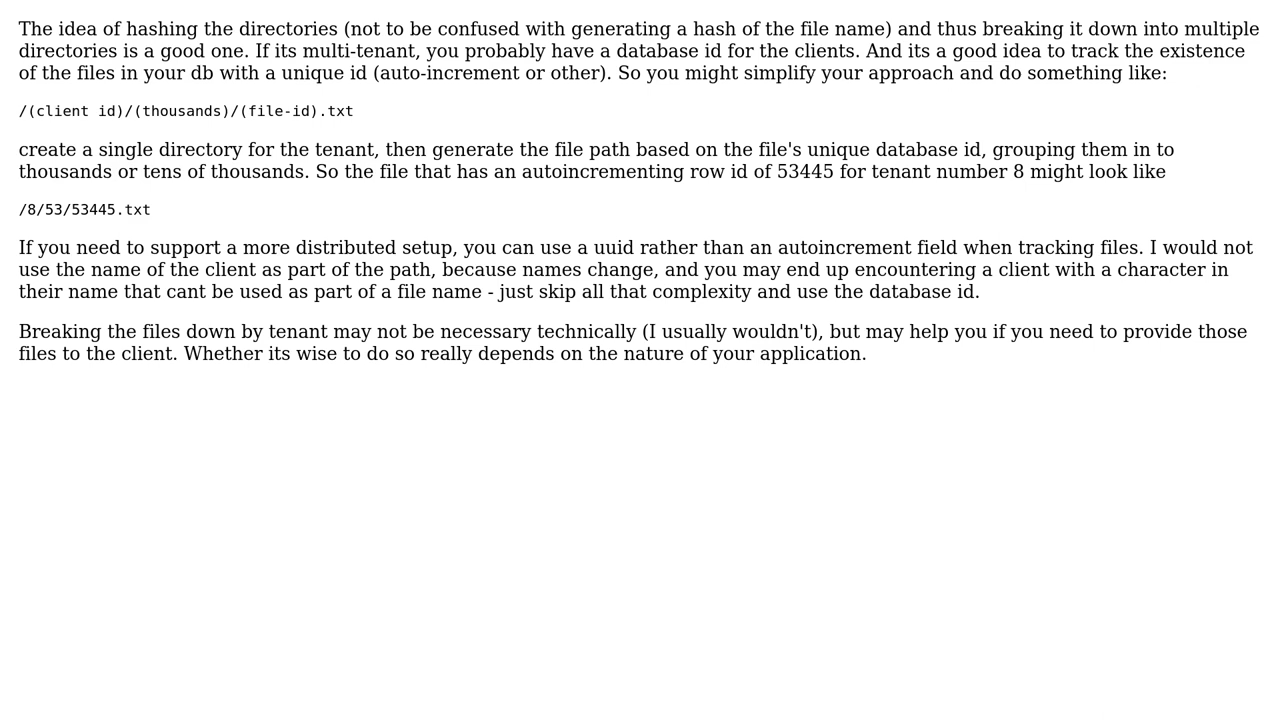 The idea of hashing the directories (not to be confused with generating a hash of the file name) and thus breaking it down into multiple
directories is a good one. If its multi-tenant, you probably have a database id for the clients. And its a good idea to track the existence
of the files in your db with a unique id (auto-increment or other). So you might simplify your approach and do something like:
/(client id)/(thousands)/(file-id).txt
create a single directory for the tenant, then generate the file path based on the file's unique database id, grouping them in to
thousands or tens of thousands. So the file that has an autoincrementing row id of 53445 for tenant number 8 might look like
/8/53/53445.txt
If you need to support a more distributed setup, you can use a uuid rather than an autoincrement field when tracking files. I would not
use the name of the client as part of the path, because names change, and you may end up encountering a client with a character in
their name that cant be used as part of a file name - just skip all that complexity and use the database id.
Breaking the files down by tenant may not be necessary technically (I usually wouldn't), but may help you if you need to provide those
files to the client. Whether its wise to do so really depends on the nature of your application.